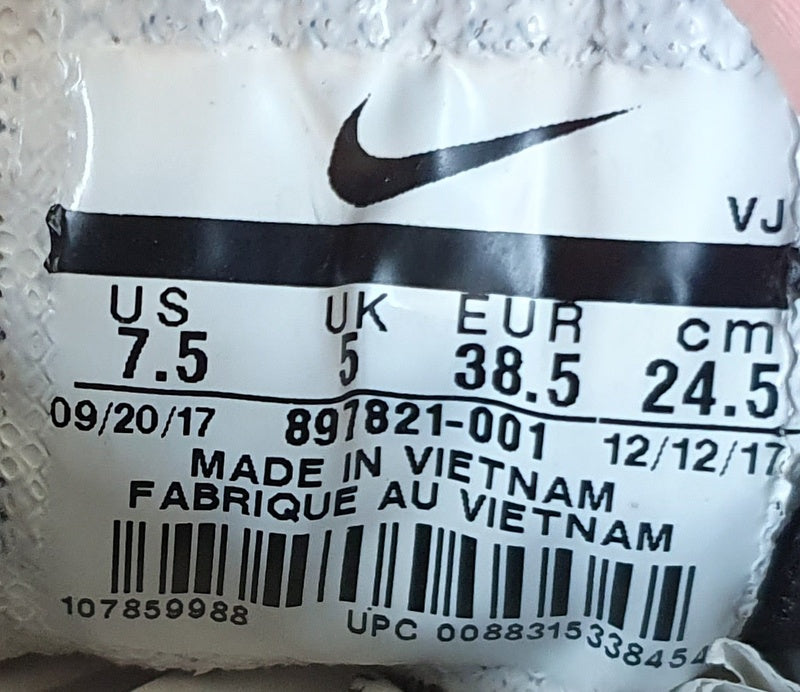 VJ
US UK EUR cm
7.5 5 38.5 24.5
09/20/17 897821-001 12/12/17
MADE IN VIETNAM
FABRIQUE AU VIETNAM
107859988 UPC 00883153384​54